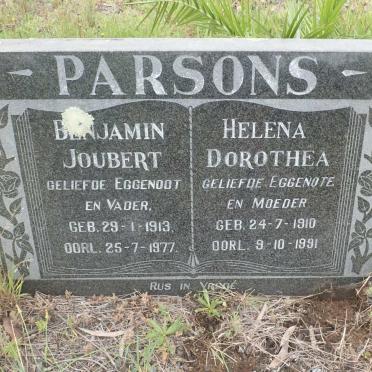 PARSONS
BENJAMIN
JOUBERT
GELIEFDE EGGENOOT
EN VADER,
GEB. 29-1-1913,
OORL. 25-7-1977.
HELENA
DOROTHEA
GELIEFDE EGGENOTE
EN MOEDER
GEB. 24-7-1910
OORL. 9-10-1991
RUS IN VREDE